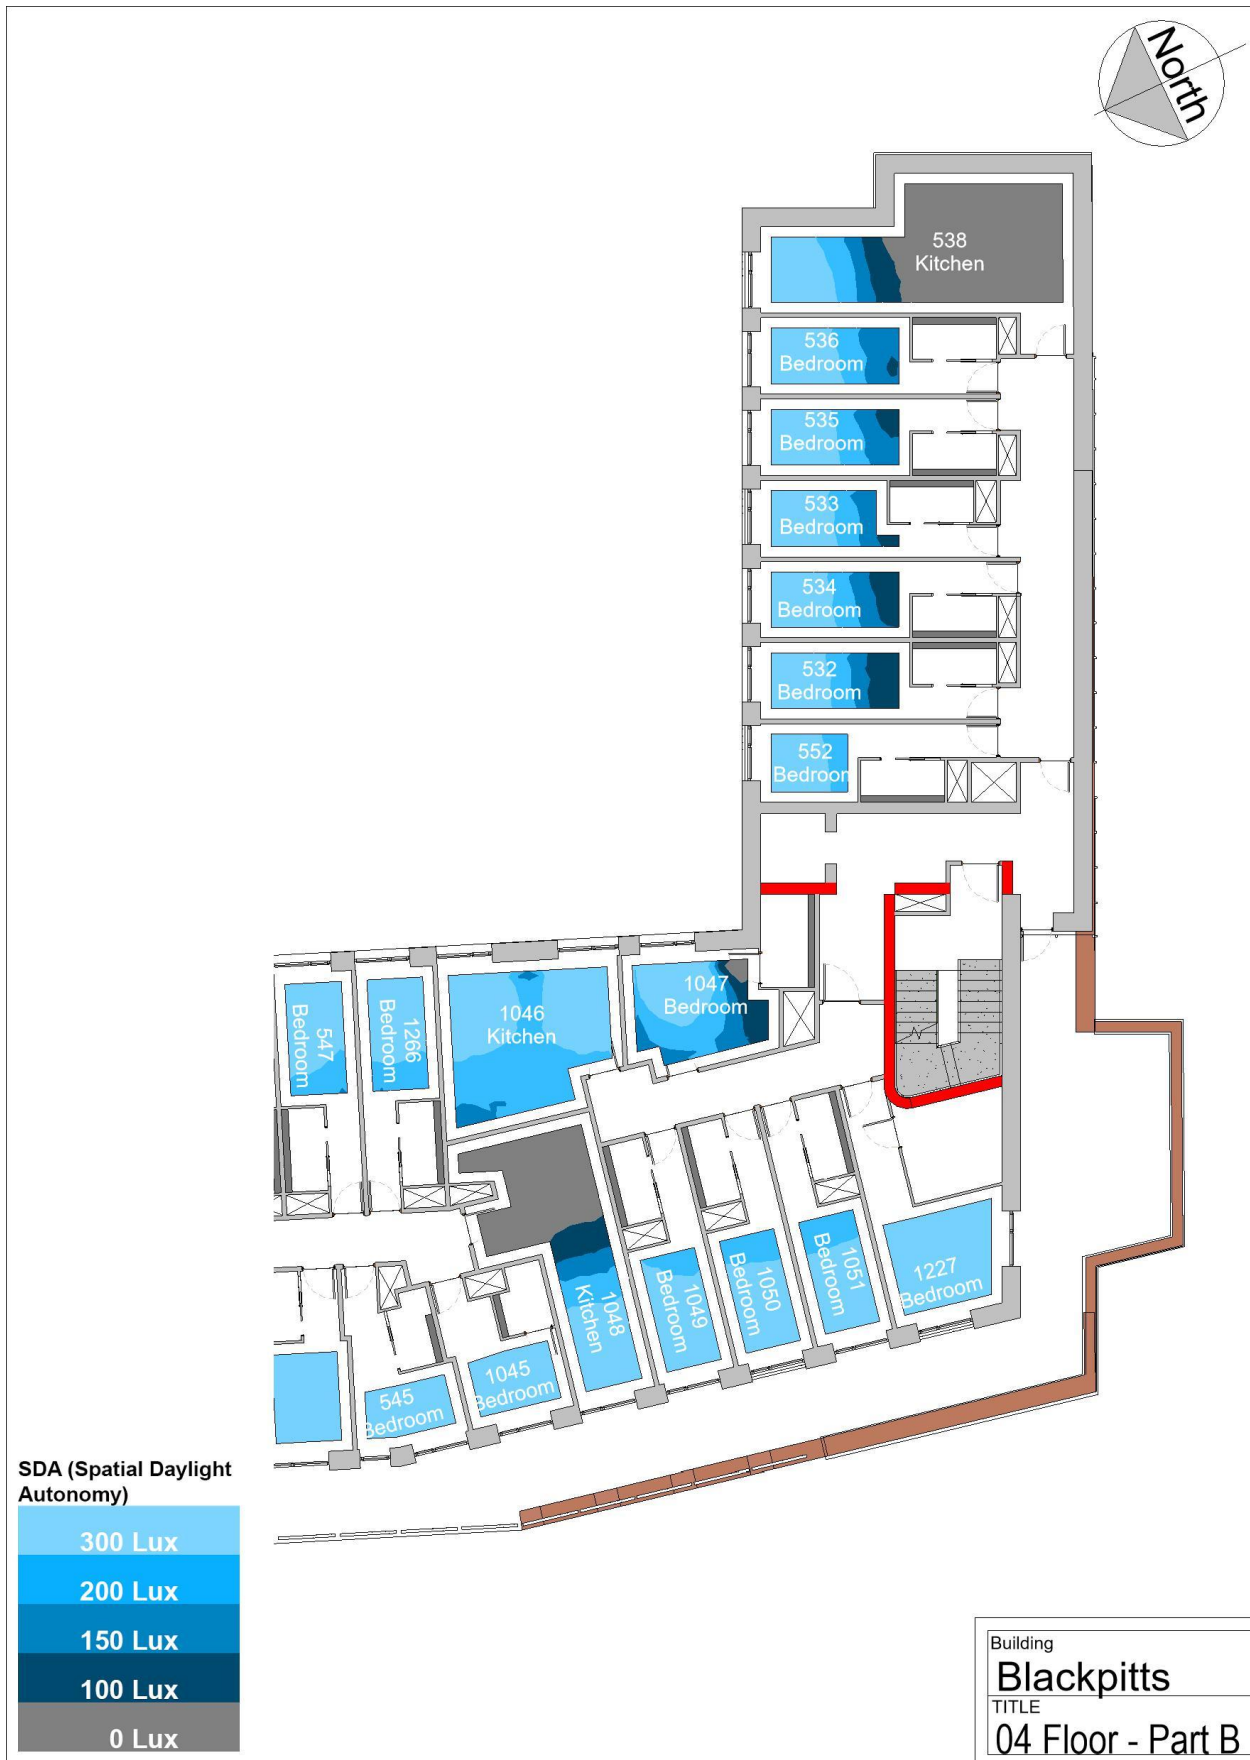 North
538
Kitchen
536
Bedroom
535
Bedroom
533
Bedroom
534
Bedroom
532
Bedroom
552
Bedroom
547
Bedroom
1266
Bedroom
1046
Kitchen
1047
Bedroom
1048
Kitchen
1049
Bedroom
1050
Bedroom
1051
Bedroom
1227
Bedroom
545
Bedroom
1045
Bedroom
SDA (Spatial Daylight
Autonomy)
300 Lux
200 Lux
150 Lux
100 Lux
0 Lux
Building
Blackpitts
TITLE
04 Floor - Part B